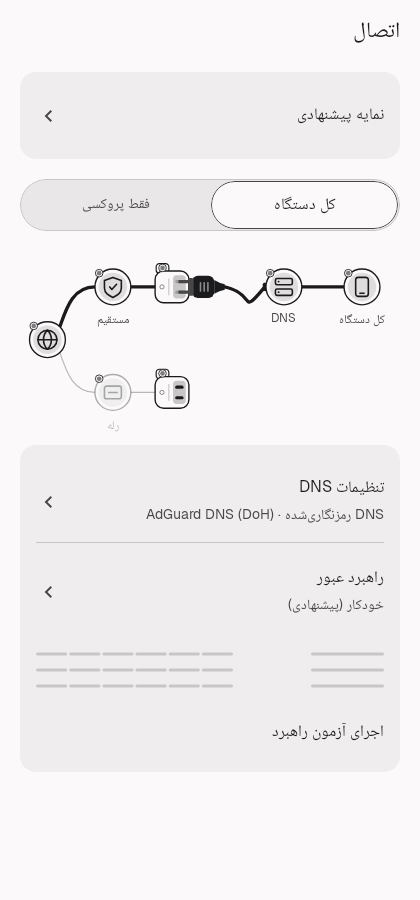 اتصال
نمایه پیشنهادی
کل دستگاه
فقط پروکسی
کل دستگاه
DNS
مستقیم
رله
تنظیمات DNS
DNS رمزنگاری‌شده · AdGuard DNS (DoH)
راهبرد عبور
خودکار (پیشنهادی)
اجرای آزمون راهبرد